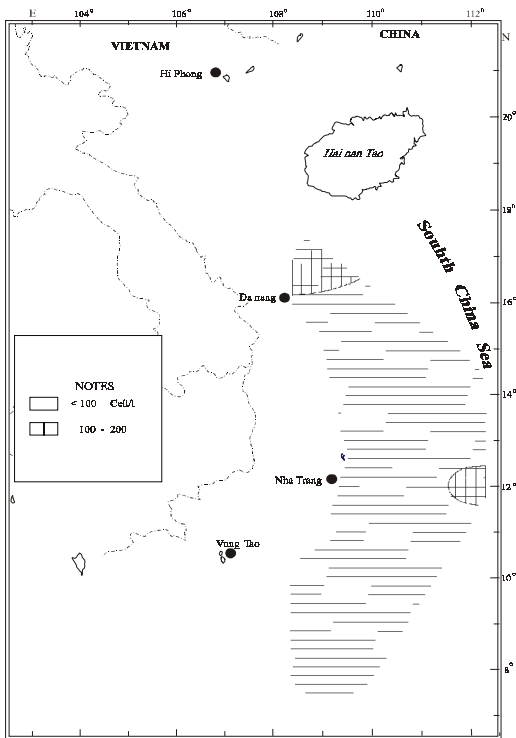 E 104° 106° 108° 110° 112°
N
VIETNAM
CHINA
Hi Phong
20°
Hai nan Tao
18°
Souhth China Sea
Da nang
16°
NOTES
< 100 Cell/l
100 - 200
14°
Nha Trang
12°
Vung Tao
10°
8°